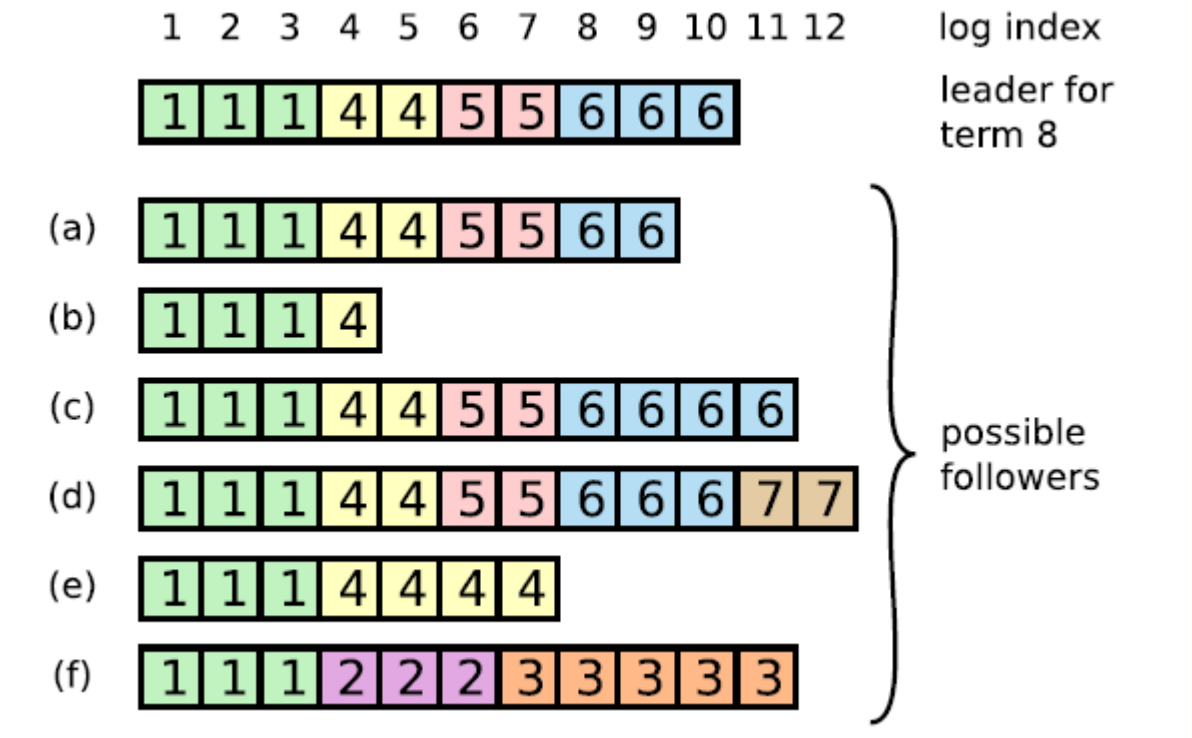 1 2 3 4 5 6 7 8 9 10 11 12 log index
1 1 1 4 4 5 5 6 6 6 leader for
term 8
(a) 1 1 1 4 4 5 5 6 6
(b) 1 1 1 4
(c) 1 1 1 4 4 5 5 6 6 6 6
(d) 1 1 1 4 4 5 5 6 6 6 7 7
(e) 1 1 1 4 4 4 4
(f) 1 1 1 2 2 2 3 3 3 3 3
possible
followers